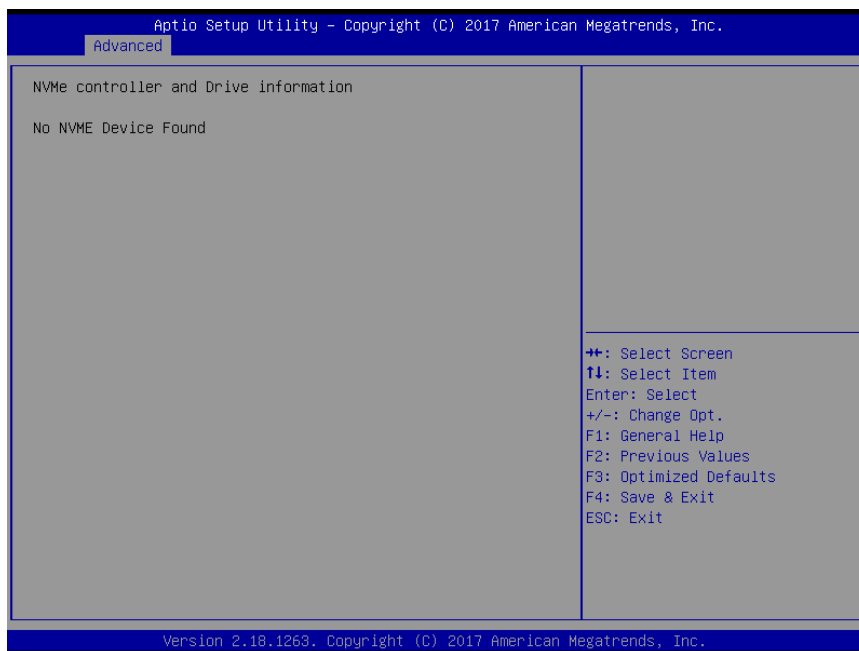 Aptio Setup Utility – Copyright (C) 2017 American Megatrends, Inc.
Advanced
NVMe controller and Drive information
No NVME Device Found
→←: Select Screen
↑↓: Select Item
Enter: Select
+/-: Change Opt.
F1: General Help
F2: Previous Values
F3: Optimized Defaults
F4: Save & Exit
ESC: Exit
Version 2.18.1263. Copyright (C) 2017 American Megatrends, Inc.